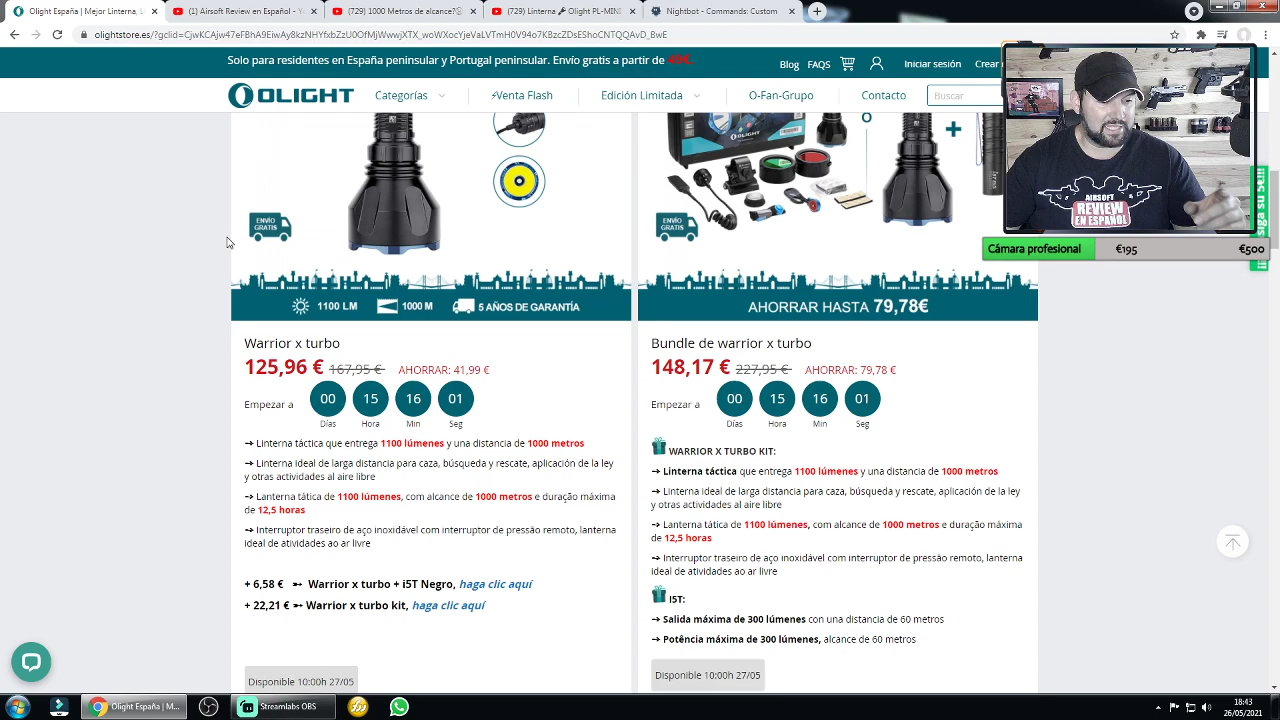 Olight España | Mejor Linterna, L
(1) Airsoft Review en Español - Yo
(729) 1000 Metros de alcance?
(729) Linterna Olight PL-MINI
Nightbot - Commands: Custom
olightstore.es/?gclid=CjwKCAjw47eFBhA9EiwAy8kzNHYfxbZzU0OfMjWwwjXTX_woWXocYjeVaLVTmH0V94o7KBzcZDsEShoCNTQQAvD_BwE
Solo para residentes en España peninsular y Portugal peninsular. Envío gratis a partir de 49€.
Blog FAQS Iniciar sesión Crear
OLIGHT
Categorías
⚡Venta Flash
Edición Limitada
O-Fan-Grupo
Contacto
Buscar
AIRSOFT
REVIEW
EN ESPAÑOL
Cámara profesional €195 €500
siga su
ENVÍO
GRATIS
1100 LM 1000 M 5 AÑOS DE GARANTÍA
Warrior x turbo
125,96 € 167,95 € AHORRAR: 41,99 €
Empezar a 00 15 16 01
Días Hora Min Seg
→ Linterna táctica que entrega 1100 lúmenes y una distancia de 1000 metros
→ Linterna ideal de larga distancia para caza, búsqueda y rescate, aplicación de la ley
y otras actividades al aire libre
→ Lanterna tática de 1100 lúmenes, com alcance de 1000 metros e duração máxima
de 12,5 horas
→ Interruptor traseiro de aço inoxidável com interruptor de pressão remoto, lanterna
ideal de atividades ao ar livre
+ 6,58 € ➳ Warrior x turbo + i5T Negro, haga clic aquí
+ 22,21 € ➳ Warrior x turbo kit, haga clic aquí
Disponible 10:00h 27/05
OLIGHT
O
+
ENVÍO
GRATIS
AHORRAR HASTA 79,78€
Bundle de warrior x turbo
148,17 € 227,95 € AHORRAR: 79,78 €
Empezar a 00 15 16 01
Días Hora Min Seg
WARRIOR X TURBO KIT:
→ Linterna táctica que entrega 1100 lúmenes y una distancia de 1000 metros
→ Linterna ideal de larga distancia para caza, búsqueda y rescate, aplicación de la ley
y otras actividades al aire libre
→ Lanterna tática de 1100 lúmenes, com alcance de 1000 metros e duração máxima
de 12,5 horas
→ Interruptor traseiro de aço inoxidável com interruptor de pressão remoto, lanterna
ideal de atividades ao ar livre
I5T:
→ Salida máxima de 300 lúmenes con una distancia de 60 metros
→ Potência máxima de 300 lúmenes, alcance de 60 metros
Disponible 10:00h 27/05
Olight España | M...
Streamlabs OBS
18:43
26/05/2021